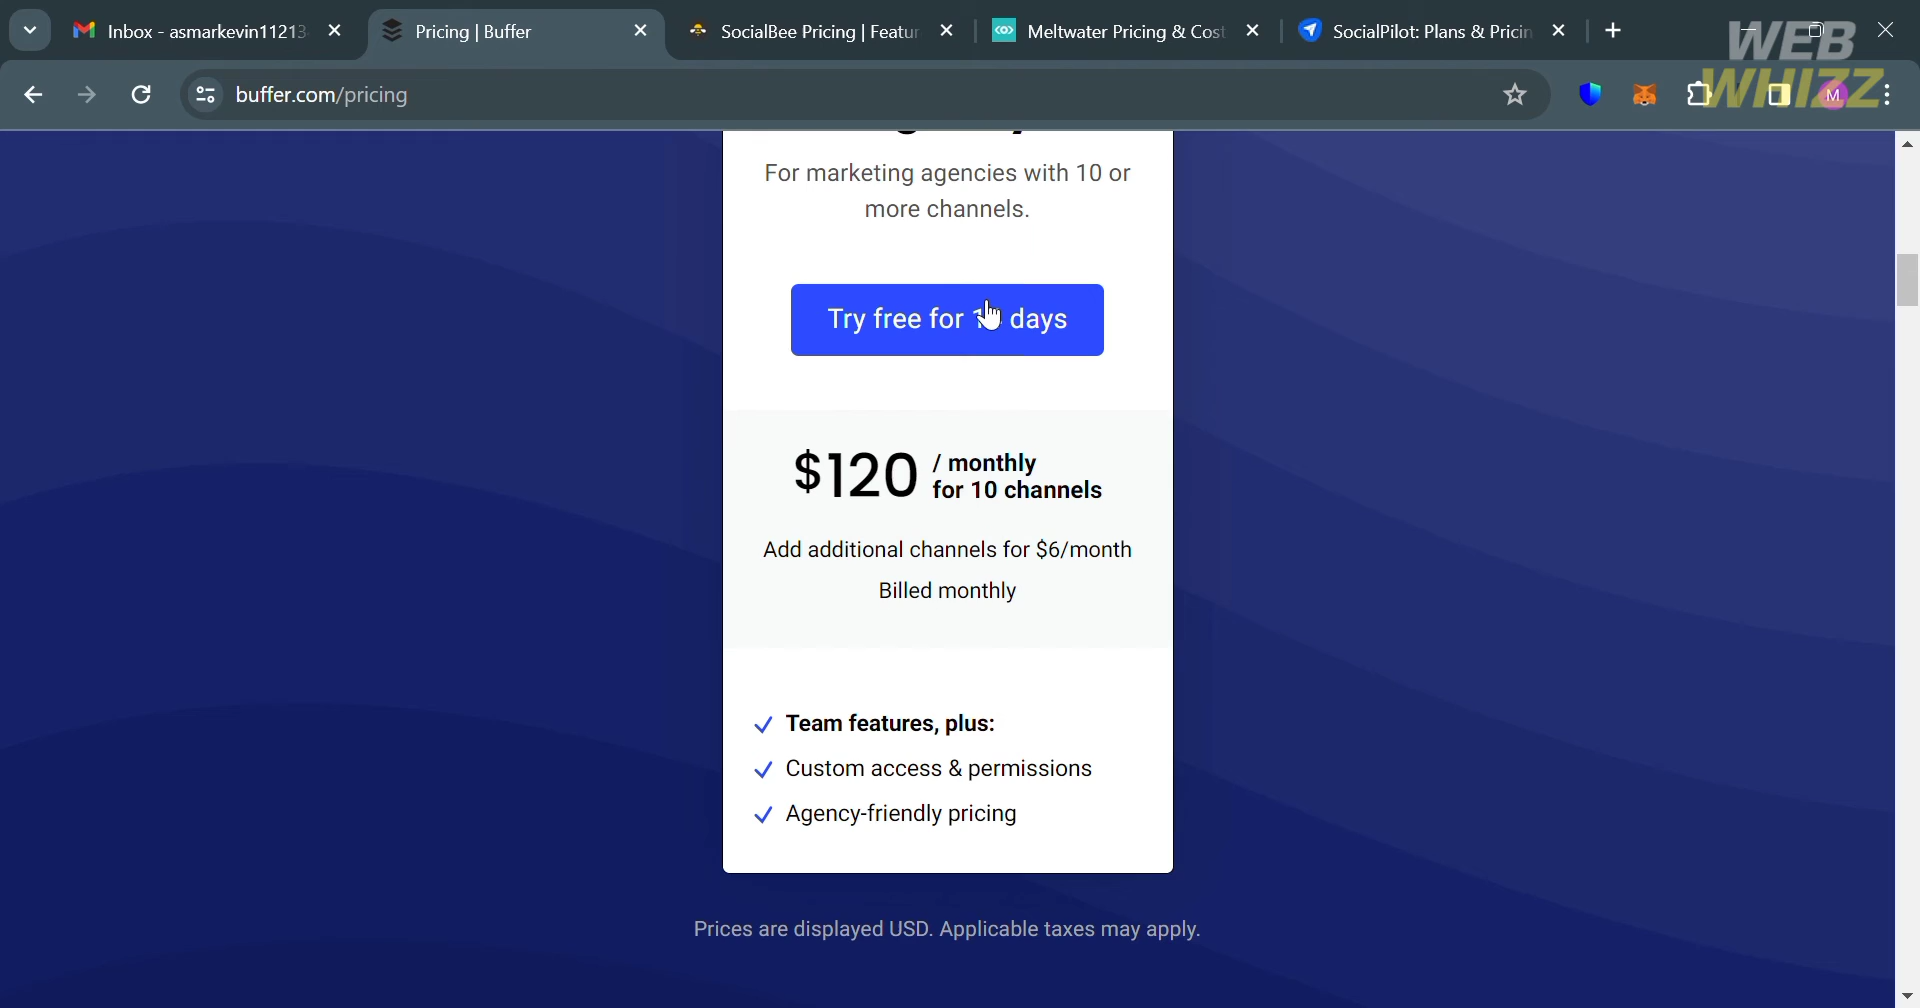 Inbox - asmarkevin11213
Pricing | Buffer
SocialBee Pricing | Featur
Meltwater Pricing & Cost
SocialPilot: Plans & Pricin
WEB
WHIZZ
buffer.com/pricing
M
For marketing agencies with 10 or
more channels.
Try free for days
$120 / monthly
for 10 channels
Add additional channels for $6/month
Billed monthly
Team features, plus:
Custom access & permissions
Agency-friendly pricing
Prices are displayed USD. Applicable taxes may apply.